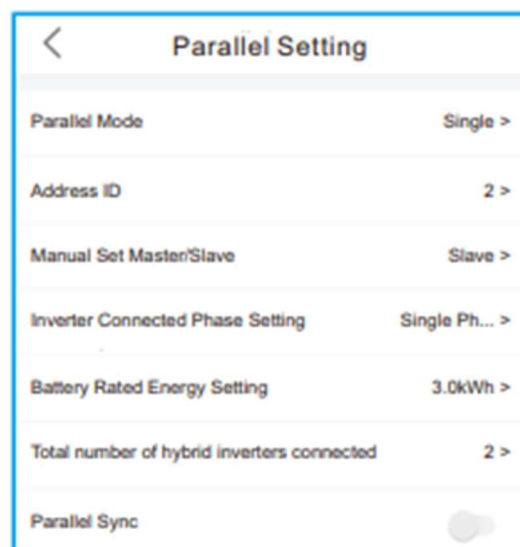 Parallel Setting
Parallel Mode Single >
Address ID 2 >
Manual Set Master/Slave Slave >
Inverter Connected Phase Setting Single Ph... >
Battery Rated Energy Setting 3.0kWh >
Total number of hybrid inverters connected 2 >
Parallel Sync